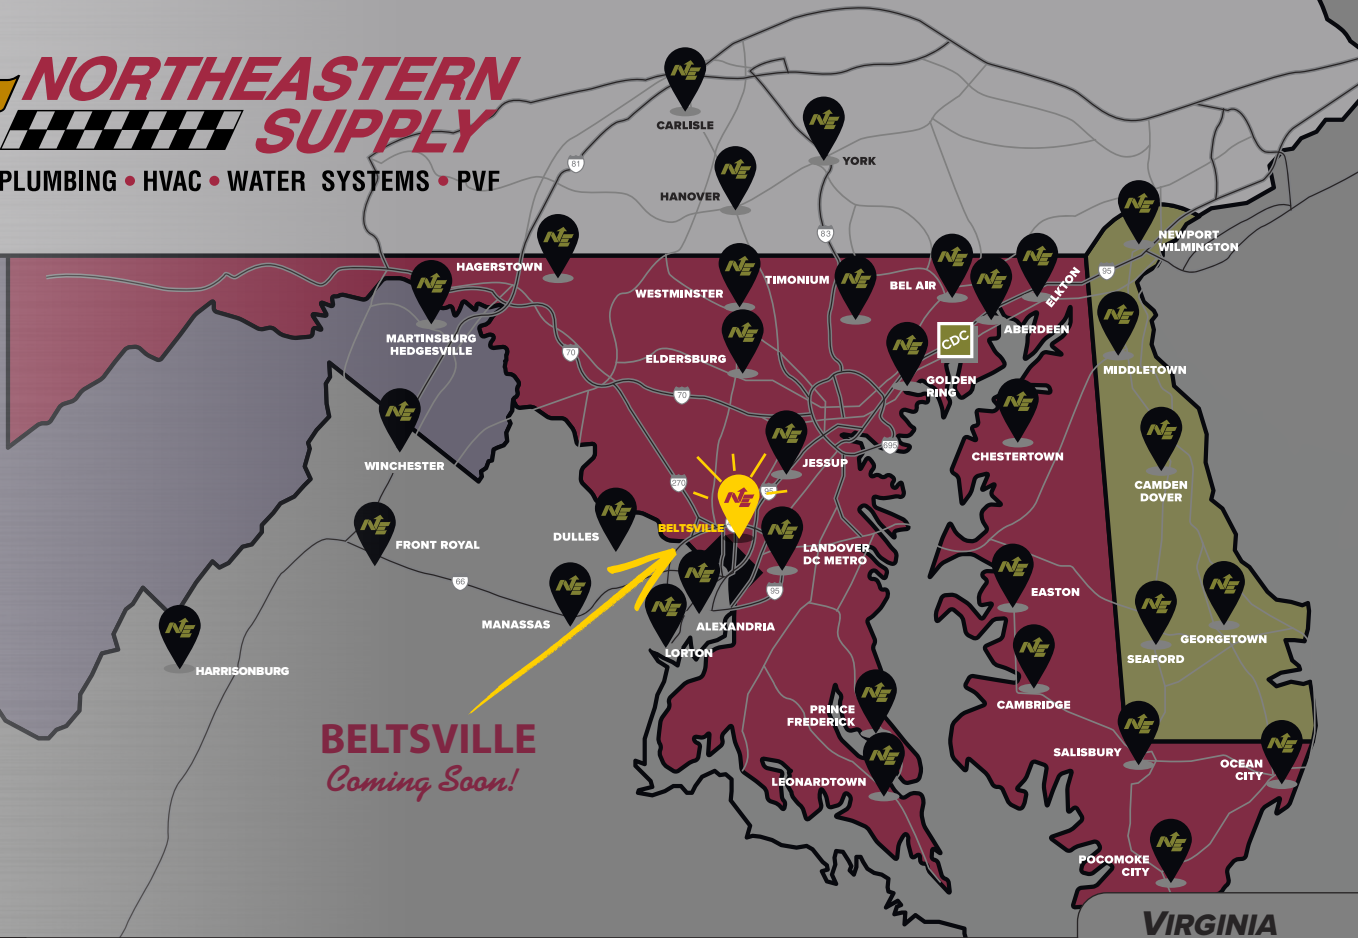 NORTHEASTERN
SUPPLY
PLUMBING • HVAC • WATER SYSTEMS • PVF
CARLISLE
YORK
81
HANOVER
83
NEWPORT
WILMINGTON
HAGERSTOWN
WESTMINSTER
TIMONIUM
BEL AIR
ELKTON
95
ABERDEEN
MARTINSBURG
HEDGESVILLE
70
ELDERSBURG
CDC
GOLDEN
RING
MIDDLETOWN
70
WINCHESTER
695
CHESTERTOWN
JESSUP
CAMDEN
DOVER
270
95
BELTSVILLE
DULLES
FRONT ROYAL
LANDOVER
DC METRO
66
95
EASTON
MANASSAS
ALEXANDRIA
LORTON
GEORGETOWN
SEAFORD
HARRISONBURG
CAMBRIDGE
PRINCE
FREDERICK
BELTSVILLE
Coming Soon!
SALISBURY
OCEAN
CITY
LEONARDTOWN
POCOMOKE
CITY
VIRGINIA